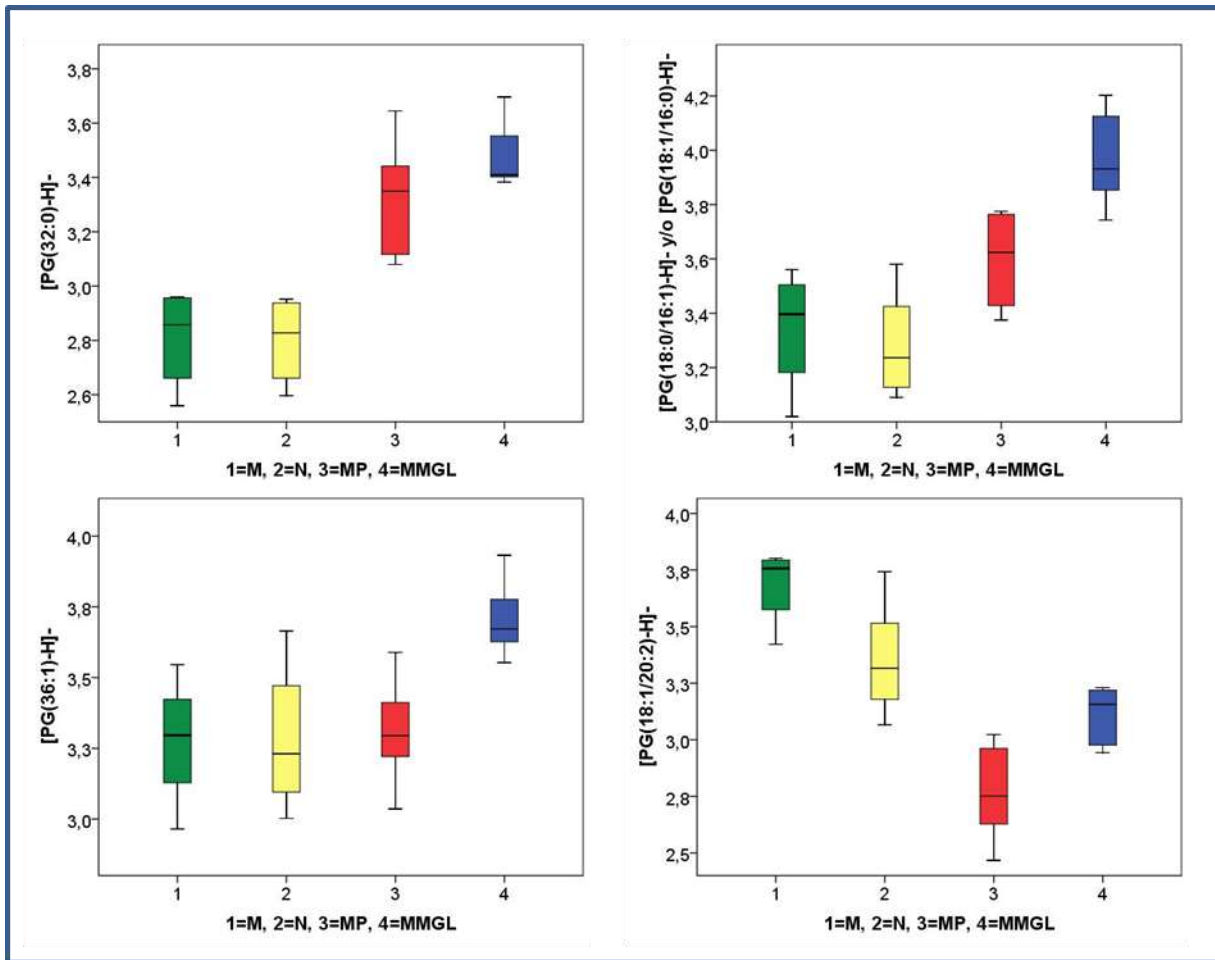 [PG(32:0)-H]-
3,8
3,6
3,4
3,2
3,0
2,8
2,6
1 2 3 4
1=M, 2=N, 3=MP, 4=MMGL
[PG(18:0/16:1)-H]- y/o [PG(18:1/16:0)-H]-
4,2
4,0
3,8
3,6
3,4
3,2
3,0
1 2 3 4
1=M, 2=N, 3=MP, 4=MMGL
[PG(36:1)-H]-
4,0
3,8
3,5
3,3
3,0
1 2 3 4
1=M, 2=N, 3=MP, 4=MMGL
[PG(18:1/20:2)-H]-
4,0
3,8
3,5
3,3
3,0
2,8
2,5
1 2 3 4
1=M, 2=N, 3=MP, 4=MMGL